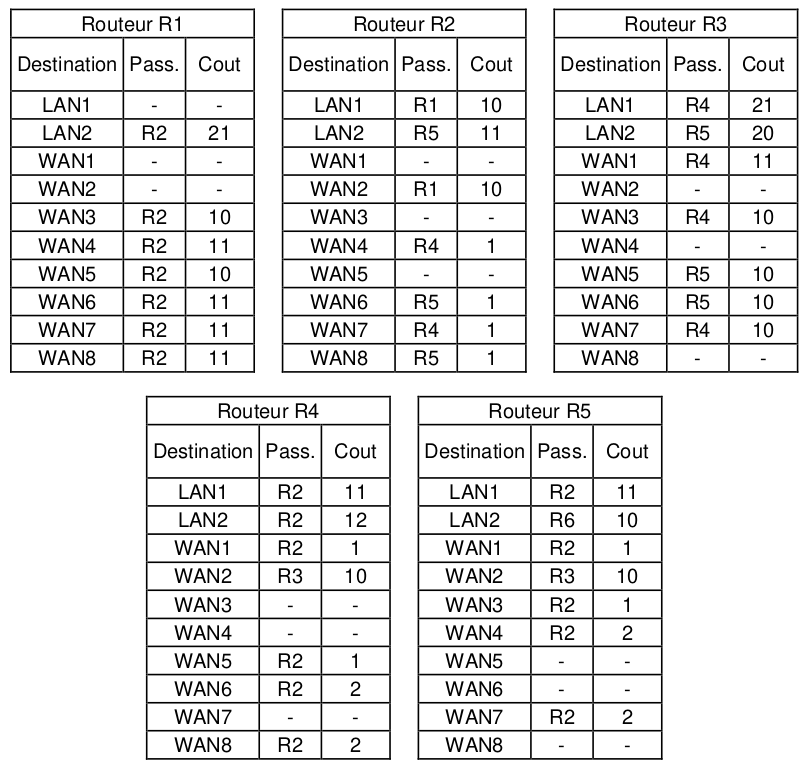 Routeur R1
Destination Pass. Cout
LAN1 - -
LAN2 R2 21
WAN1 - -
WAN2 - -
WAN3 R2 10
WAN4 R2 11
WAN5 R2 10
WAN6 R2 11
WAN7 R2 11
WAN8 R2 11
Routeur R2
Destination Pass. Cout
LAN1 R1 10
LAN2 R5 11
WAN1 - -
WAN2 R1 10
WAN3 - -
WAN4 R4 1
WAN5 - -
WAN6 R5 1
WAN7 R4 1
WAN8 R5 1
Routeur R3
Destination Pass. Cout
LAN1 R4 21
LAN2 R5 20
WAN1 R4 11
WAN2 - -
WAN3 R4 10
WAN4 - -
WAN5 R5 10
WAN6 R5 10
WAN7 R4 10
WAN8 - -
Routeur R4
Destination Pass. Cout
LAN1 R2 11
LAN2 R2 12
WAN1 R2 1
WAN2 R3 10
WAN3 - -
WAN4 - -
WAN5 R2 1
WAN6 R2 2
WAN7 - -
WAN8 R2 2
Routeur R5
Destination Pass. Cout
LAN1 R2 11
LAN2 R6 10
WAN1 R2 1
WAN2 R3 10
WAN3 R2 1
WAN4 R2 2
WAN5 - -
WAN6 - -
WAN7 R2 2
WAN8 - -